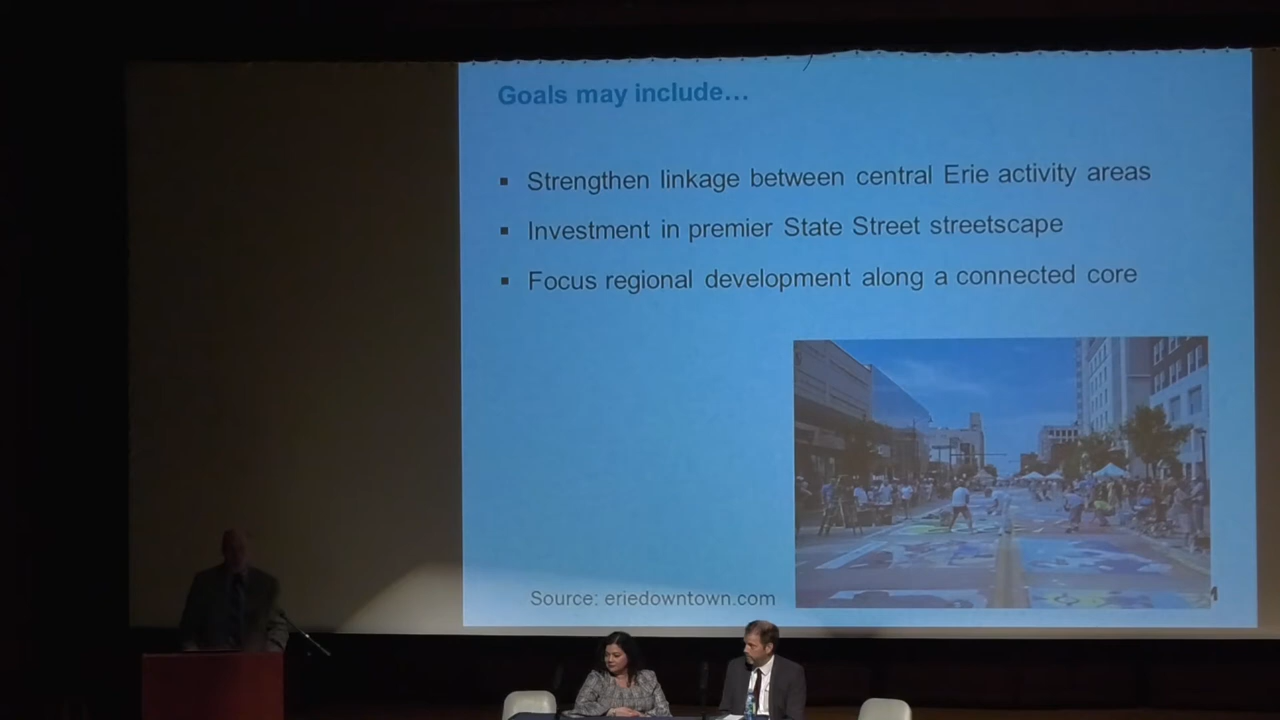 Goals may include…
▪ Strengthen linkage between central Erie activity areas
▪ Investment in premier State Street streetscape
▪ Focus regional development along a connected core
Source: eriedowntown.com